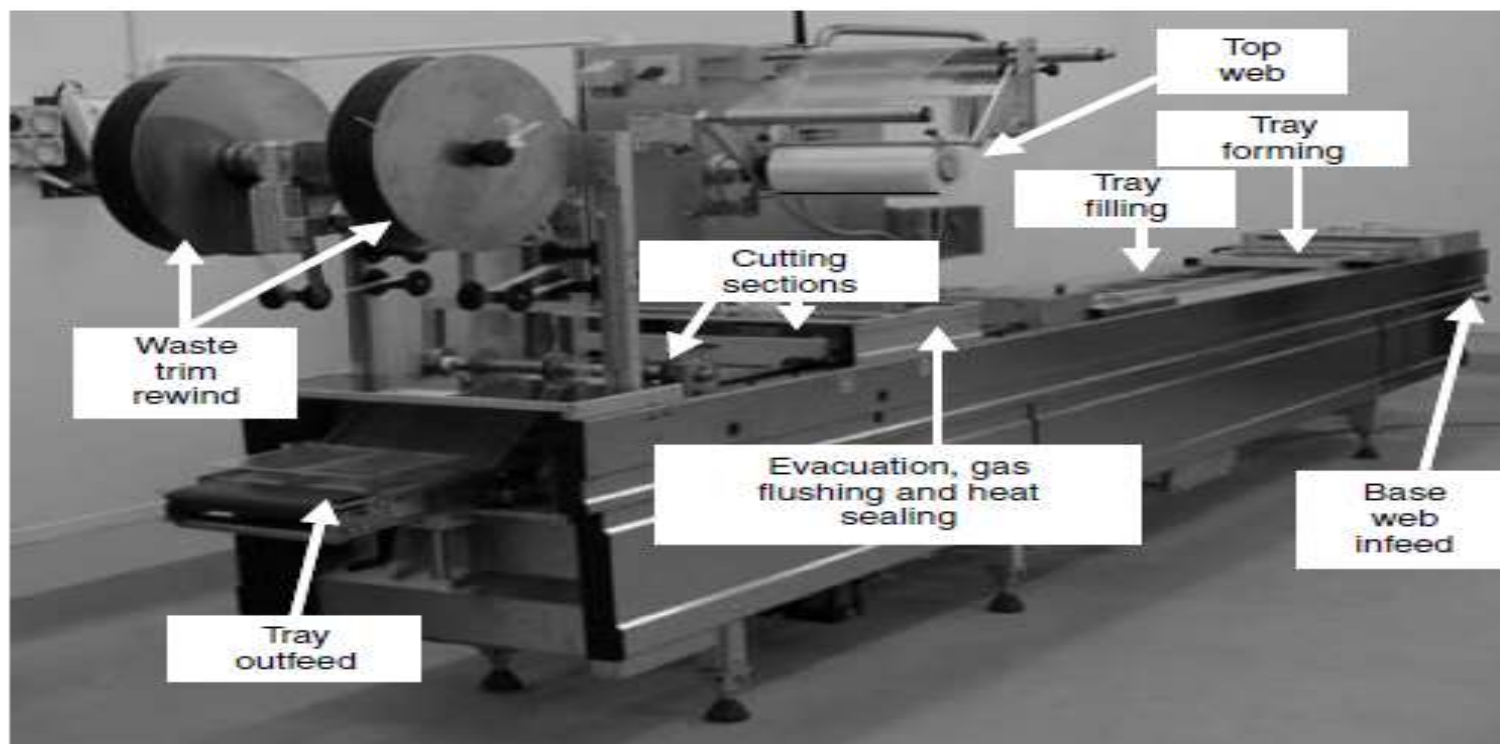 Top
web
Tray
forming
Tray
filling
Cutting
sections
Waste
trim
rewind
Evacuation, gas
flushing and heat
sealing
Base
web
infeed
Tray
outfeed